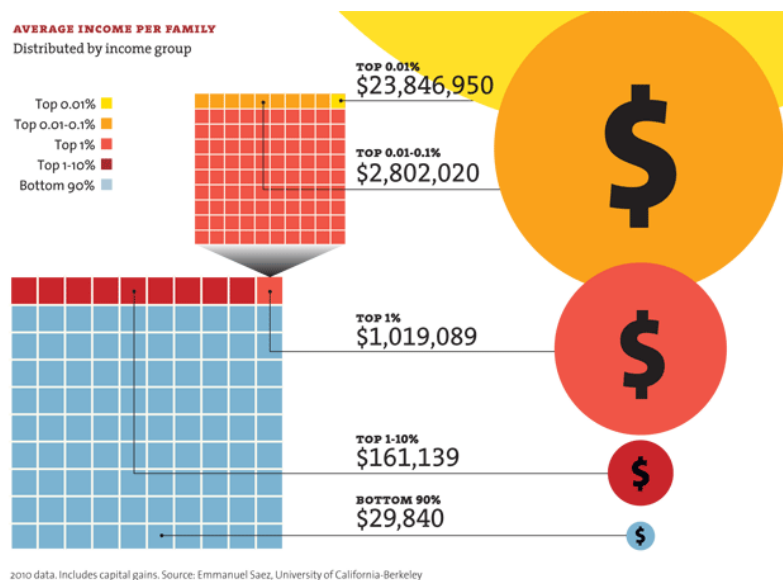 AVERAGE INCOME PER FAMILY
Distributed by income group
Top 0.01%
Top 0.01-0.1%
Top 1%
Top 1-10%
Bottom 90%
TOP 0.01%
$23,846,950
TOP 0.01-0.1%
$2,802,020
TOP 1%
$1,019,089
TOP 1-10%
$161,139
BOTTOM 90%
$29,840
$
$
$
$
2010 data. Includes capital gains. Source: Emmanuel Saez, University of California-Berkeley